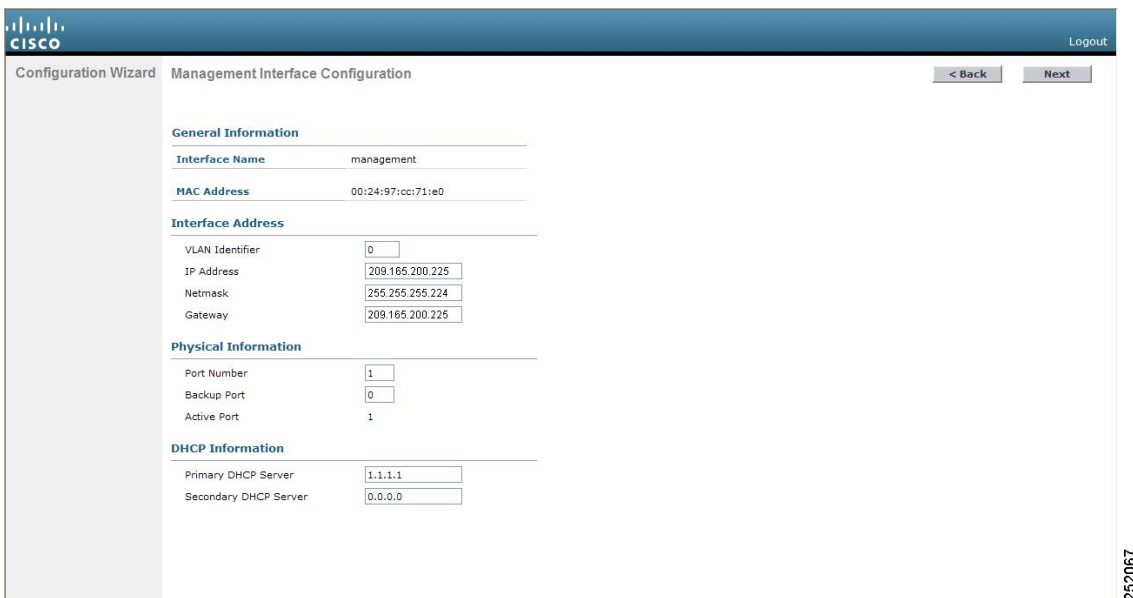 CISCO
Logout
Configuration Wizard
Management Interface Configuration
< Back
Next
General Information
Interface Name management
MAC Address 00:24:97:cc:71:e0
Interface Address
VLAN Identifier 0
IP Address 209.165.200.225
Netmask 255.255.255.224
Gateway 209.165.200.225
Physical Information
Port Number 1
Backup Port 0
Active Port 1
DHCP Information
Primary DHCP Server 1.1.1.1
Secondary DHCP Server 0.0.0.0
252067